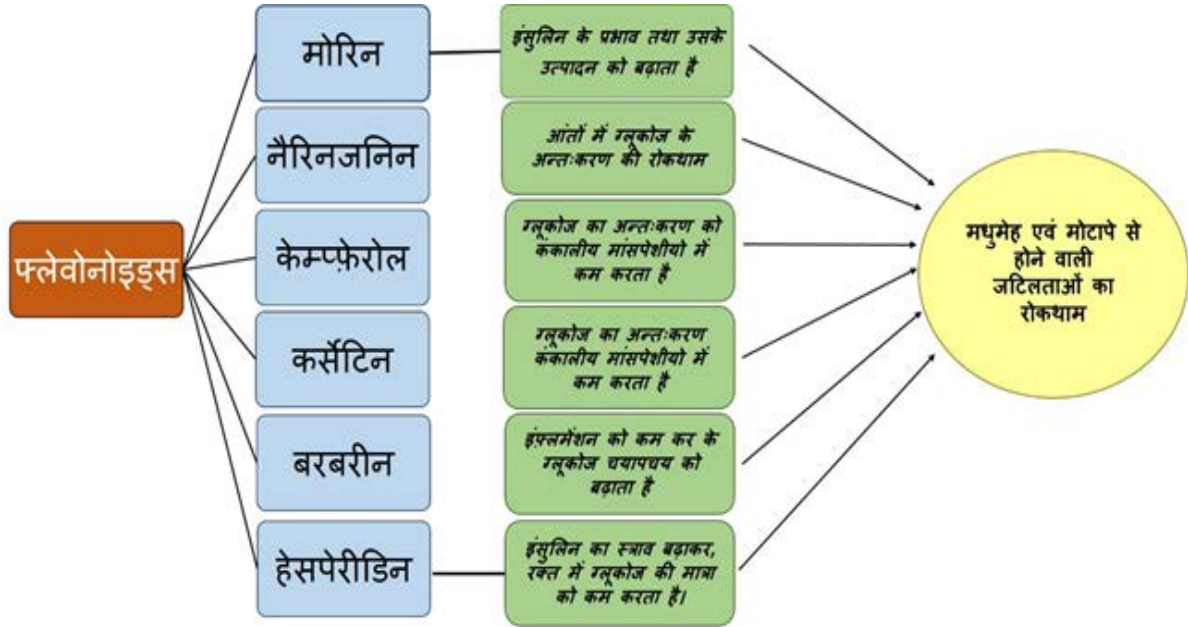 फ्लेवोनोइड्स
मोरिन
इंसुलिन के प्रभाव तथा उसके
उत्पादन को बढ़ाता है
नैरिनजनिन
आंतों में ग्लूकोज के
अन्तःकरण की रोकथाम
केम्प्फ़ेरोल
ग्लूकोज का अन्तःकरण को
कंकालीय मांसपेशीयो में
कम करता है
कर्सेटिन
ग्लूकोज का अन्तःकरण
कंकालीय मांसपेशीयो में
कम करता है
बरबरीन
इंफ़्लमेंशन को कम कर के
ग्लूकोज चयापचय को
बढ़ाता है
हेसपेरीडिन
इंसुलिन का स्त्राव बढ़ाकर,
रक्त में ग्लूकोज की मात्रा
को कम करता है।
मधुमेह एवं मोटापे से
होने वाली
जटिलताओं का
रोकथाम